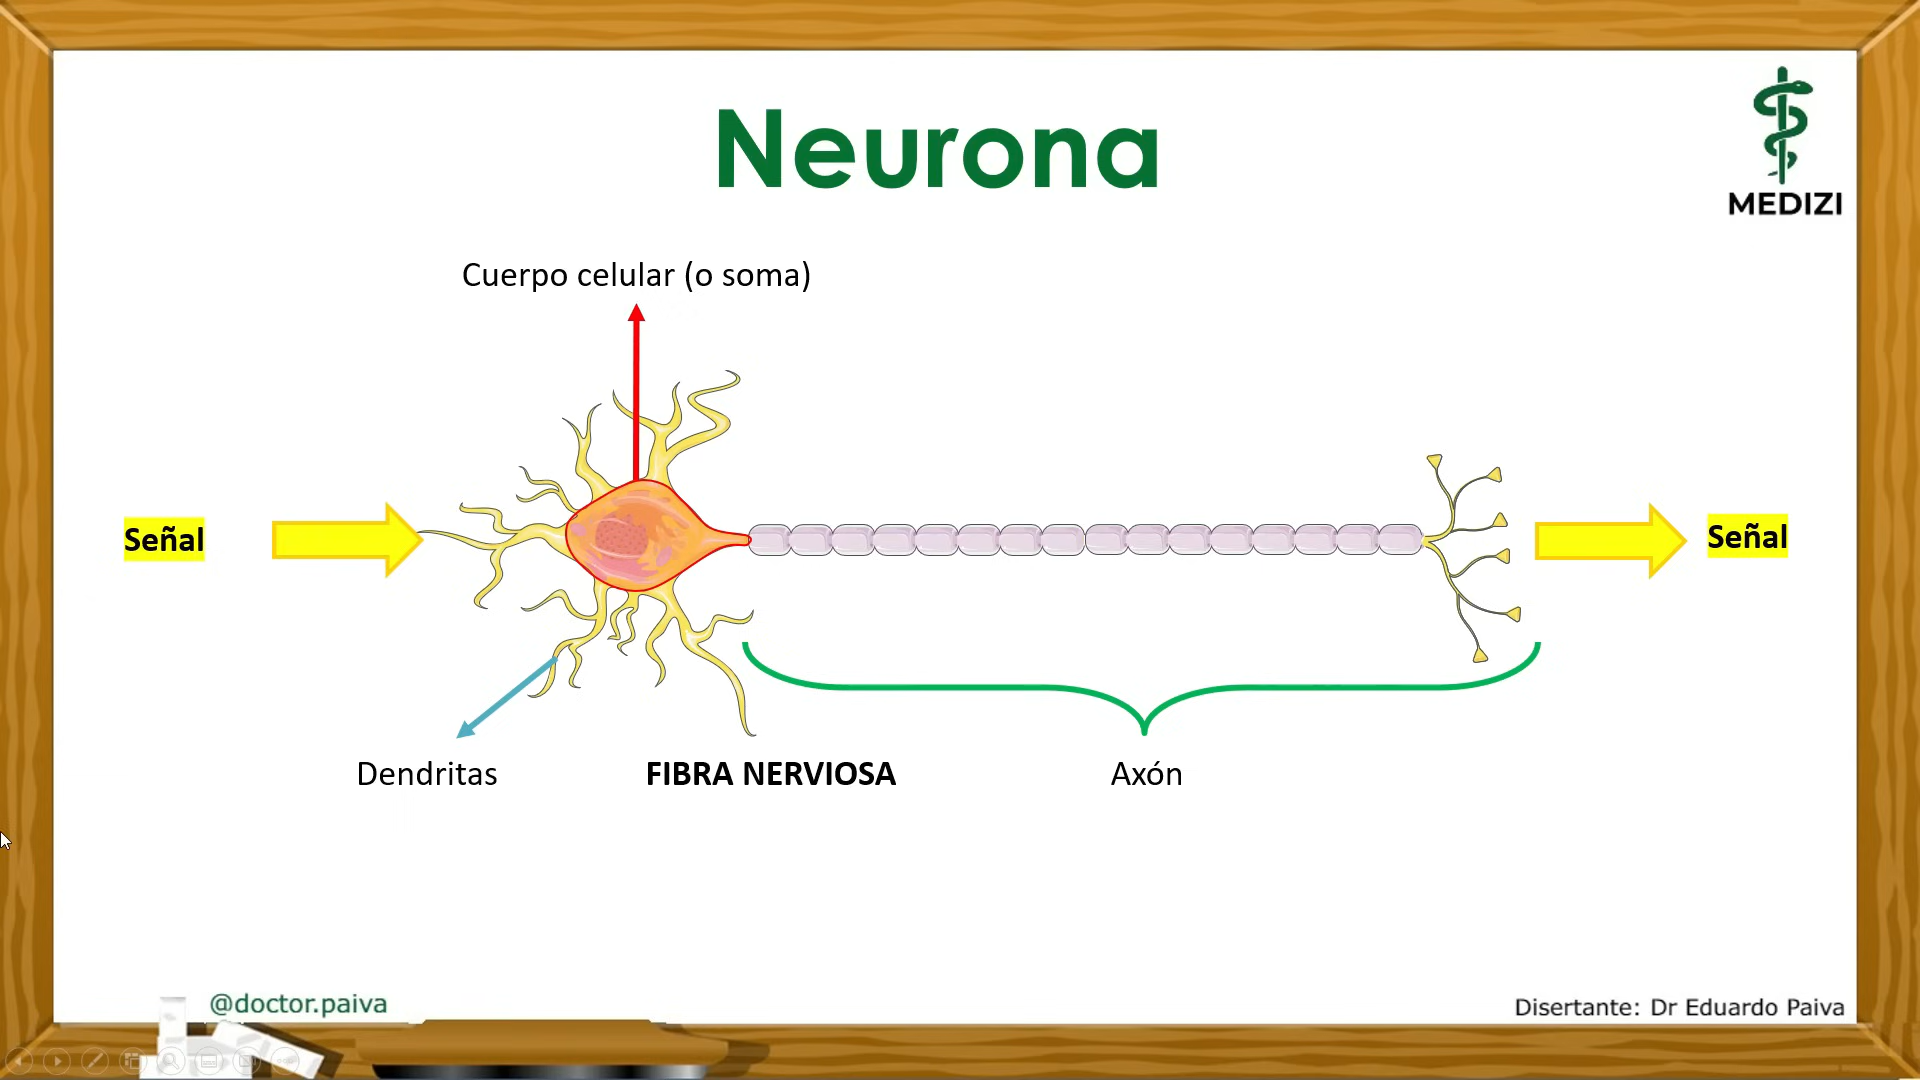 Neurona
MEDIZI
Cuerpo celular (o soma)
Señal
Señal
Dendritas
FIBRA NERVIOSA
Axón
@doctor.paiva
Disertante: Dr Eduardo Paiva